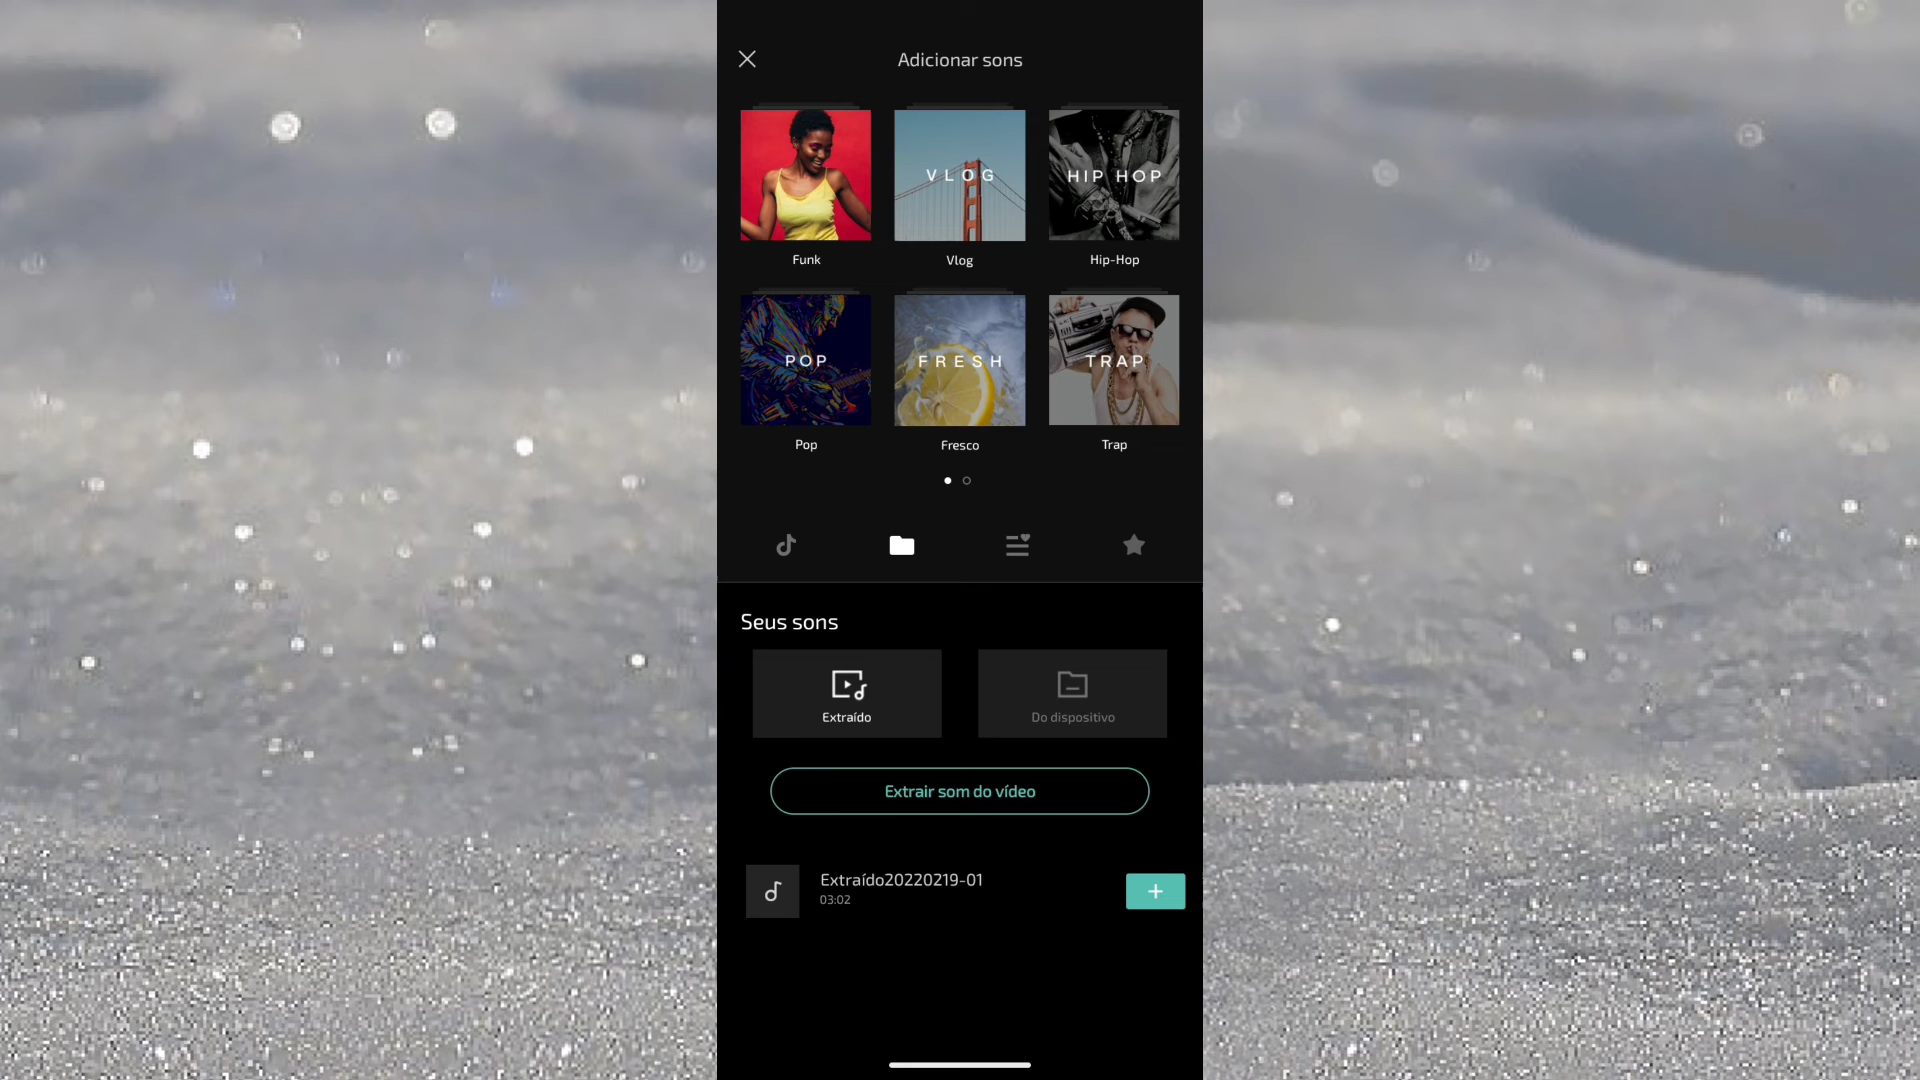 Adicionar sons
VLOG
HIP HOP
Funk
Vlog
Hip-Hop
POP
FRESH
TRAP
Pop
Fresco
Trap
Seus sons
Extraído
Do dispositivo
Extrair som do vídeo
Extraído20220219-01
03:02
+